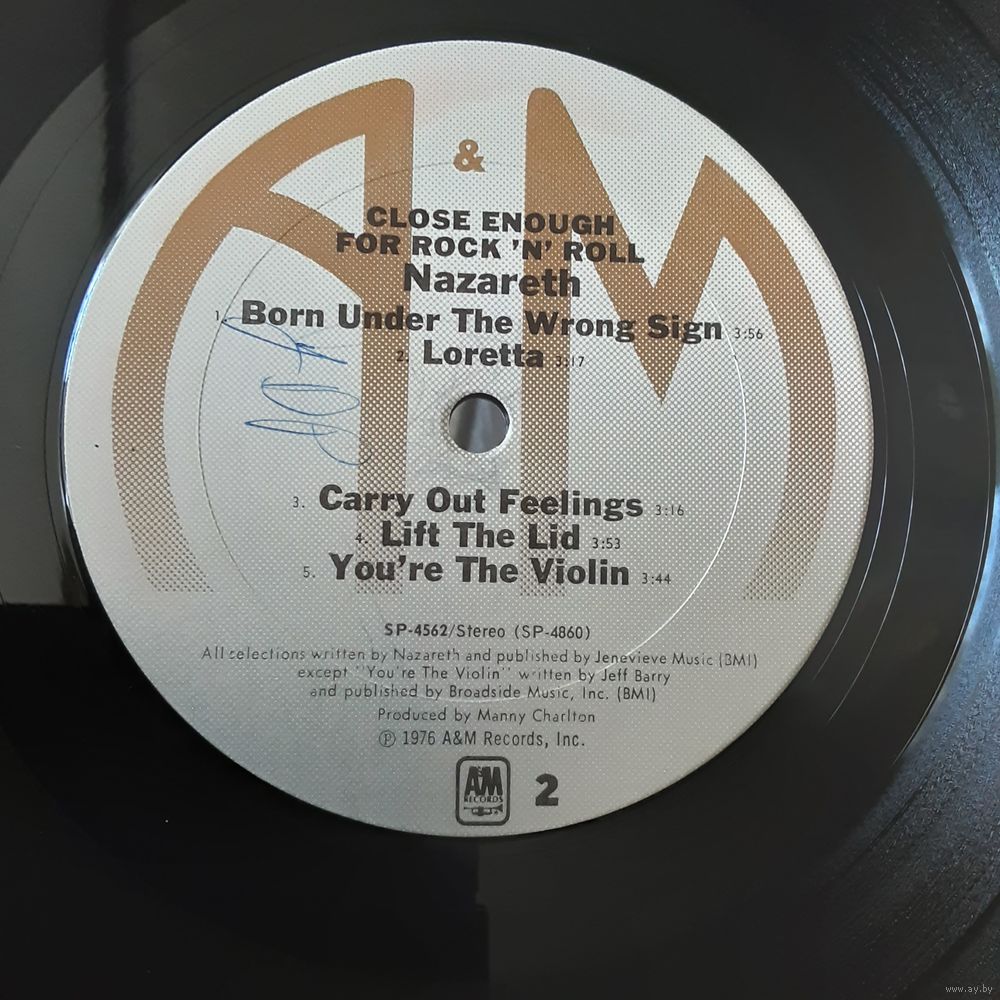 A & M
CLOSE ENOUGH
FOR ROCK 'N' ROLL
Nazareth
1. Born Under The Wrong Sign 3:56
2. Loretta 3:17
3. Carry Out Feelings 3:16
4. Lift The Lid 3:53
5. You're The Violin 3:44
SP-4562/Stereo (SP-4860)
All selections written by Nazareth and published by Jenevieve Music (BMI)
except "You're The Violin" written by Jeff Barry
and published by Broadside Music, Inc. (BMI)
Produced by Manny Charlton
℗ 1976 A&M Records, Inc.
A&M
RECORDS
2
www.ay.by